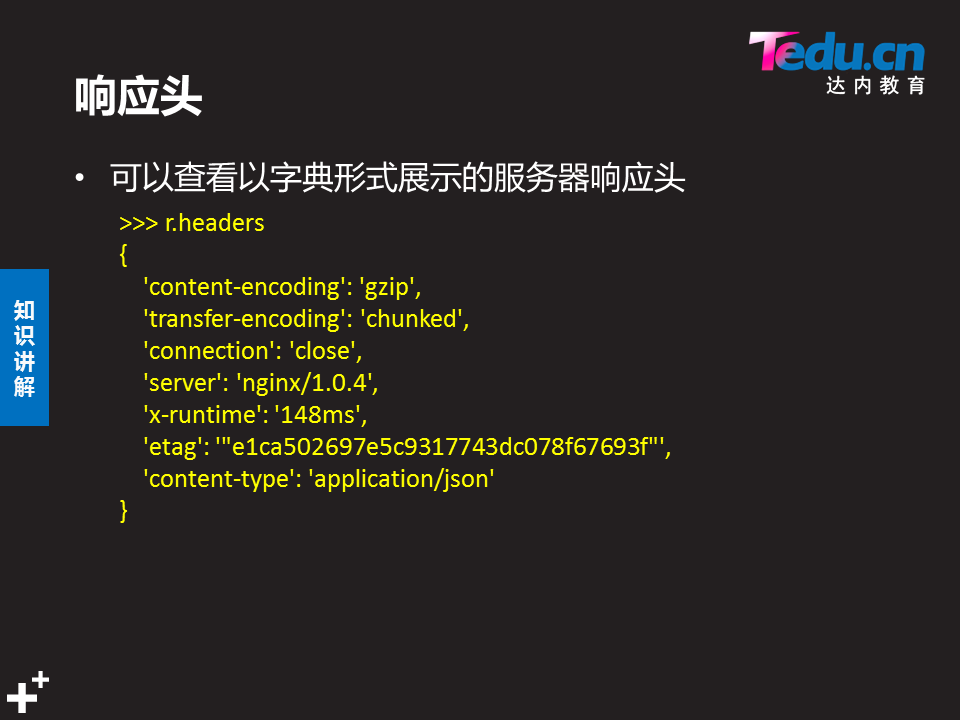 Tedu.cn
达内教育
响应头
• 可以查看以字典形式展示的服务器响应头
>>> r.headers
{
    'content-encoding': 'gzip',
    'transfer-encoding': 'chunked',
    'connection': 'close',
    'server': 'nginx/1.0.4',
    'x-runtime': '148ms',
    'etag': '"e1ca502697e5c9317743dc078f67693f"',
    'content-type': 'application/json'
}
知识讲解